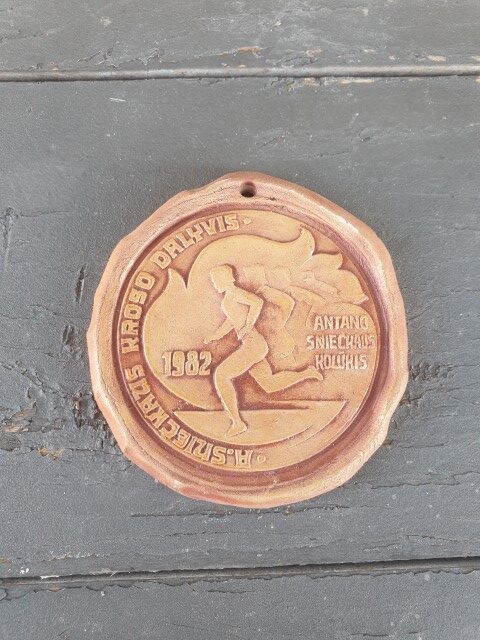 · A. SNIEČKAUS KROSO DALYVIS ·
1982
ANTANO
SNIEČKAUS
KOLŪKIS